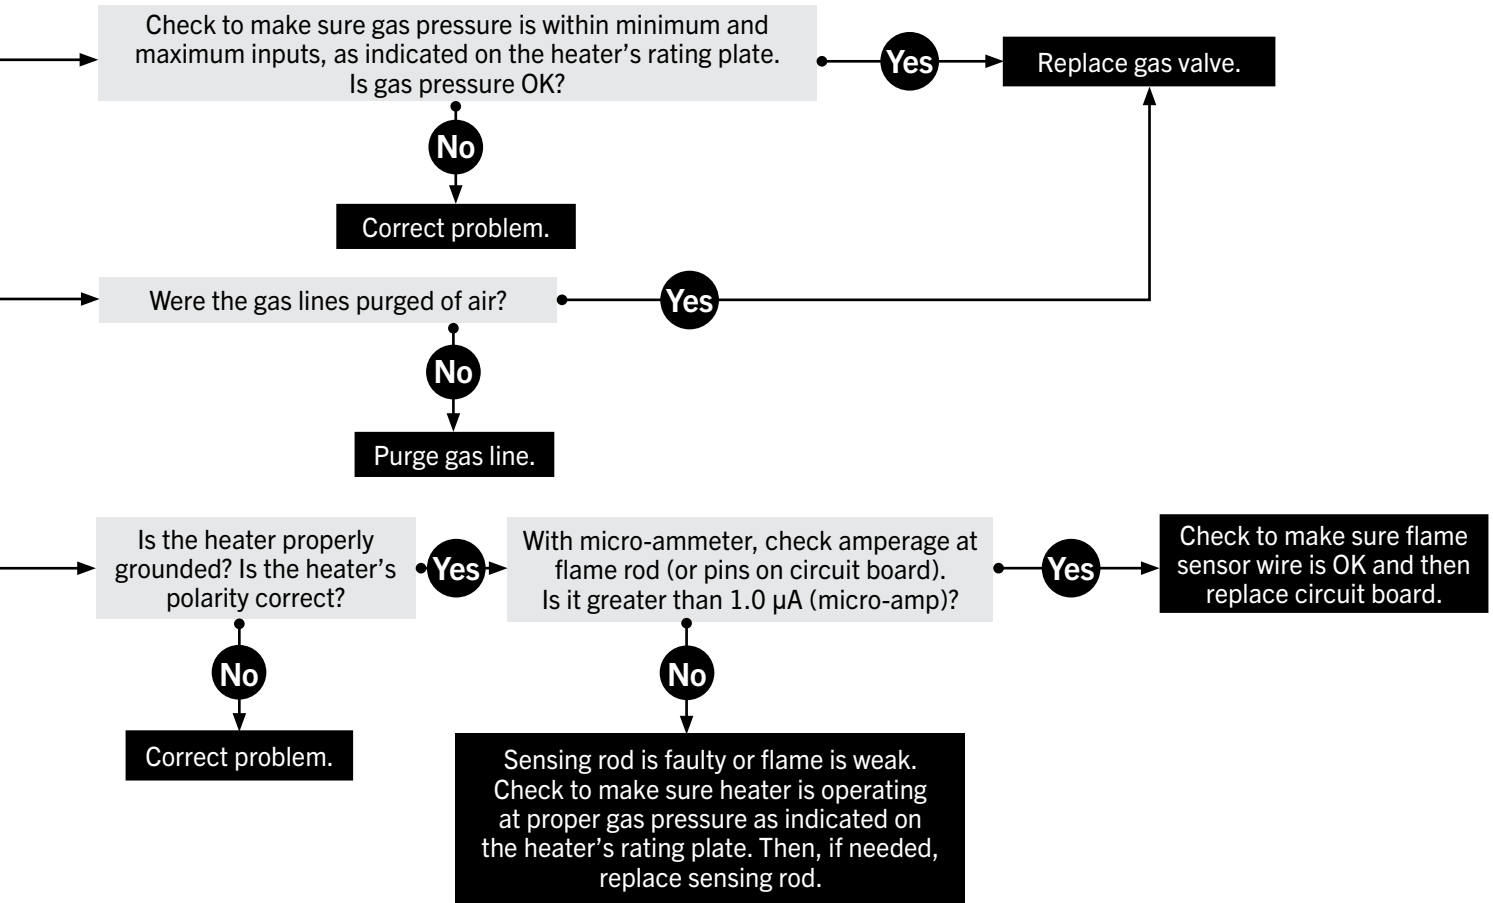 Check to make sure gas pressure is within minimum and
maximum inputs, as indicated on the heater's rating plate.
Is gas pressure OK?
Yes
Replace gas valve.
No
Correct problem.
Were the gas lines purged of air?
Yes
No
Purge gas line.
Is the heater properly
grounded? Is the heater's
polarity correct?
Yes
With micro-ammeter, check amperage at
flame rod (or pins on circuit board).
Is it greater than 1.0 µA (micro-amp)?
Yes
Check to make sure flame
sensor wire is OK and then
replace circuit board.
No
Correct problem.
No
Sensing rod is faulty or flame is weak.
Check to make sure heater is operating
at proper gas pressure as indicated on
the heater's rating plate. Then, if needed,
replace sensing rod.